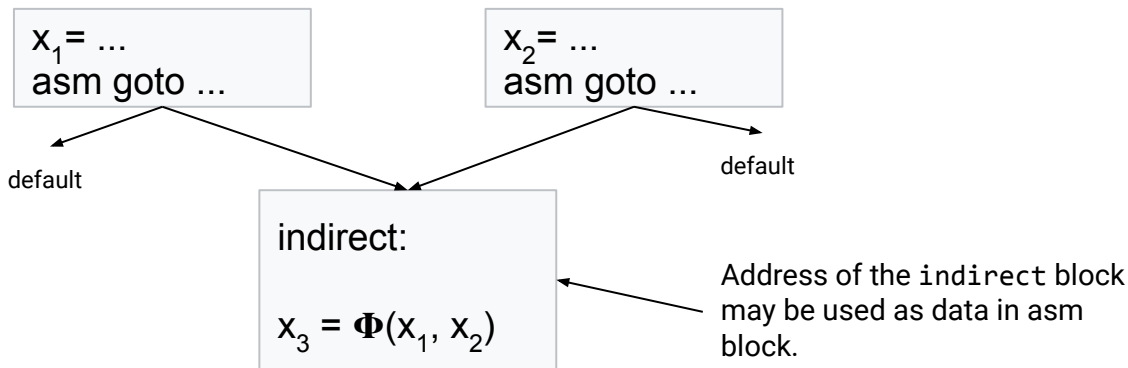 x₁= ...
asm goto ...
x₂= ...
asm goto ...
default
default
indirect:
x₃ = Φ(x₁, x₂)
Address of the indirect block
may be used as data in asm
block.